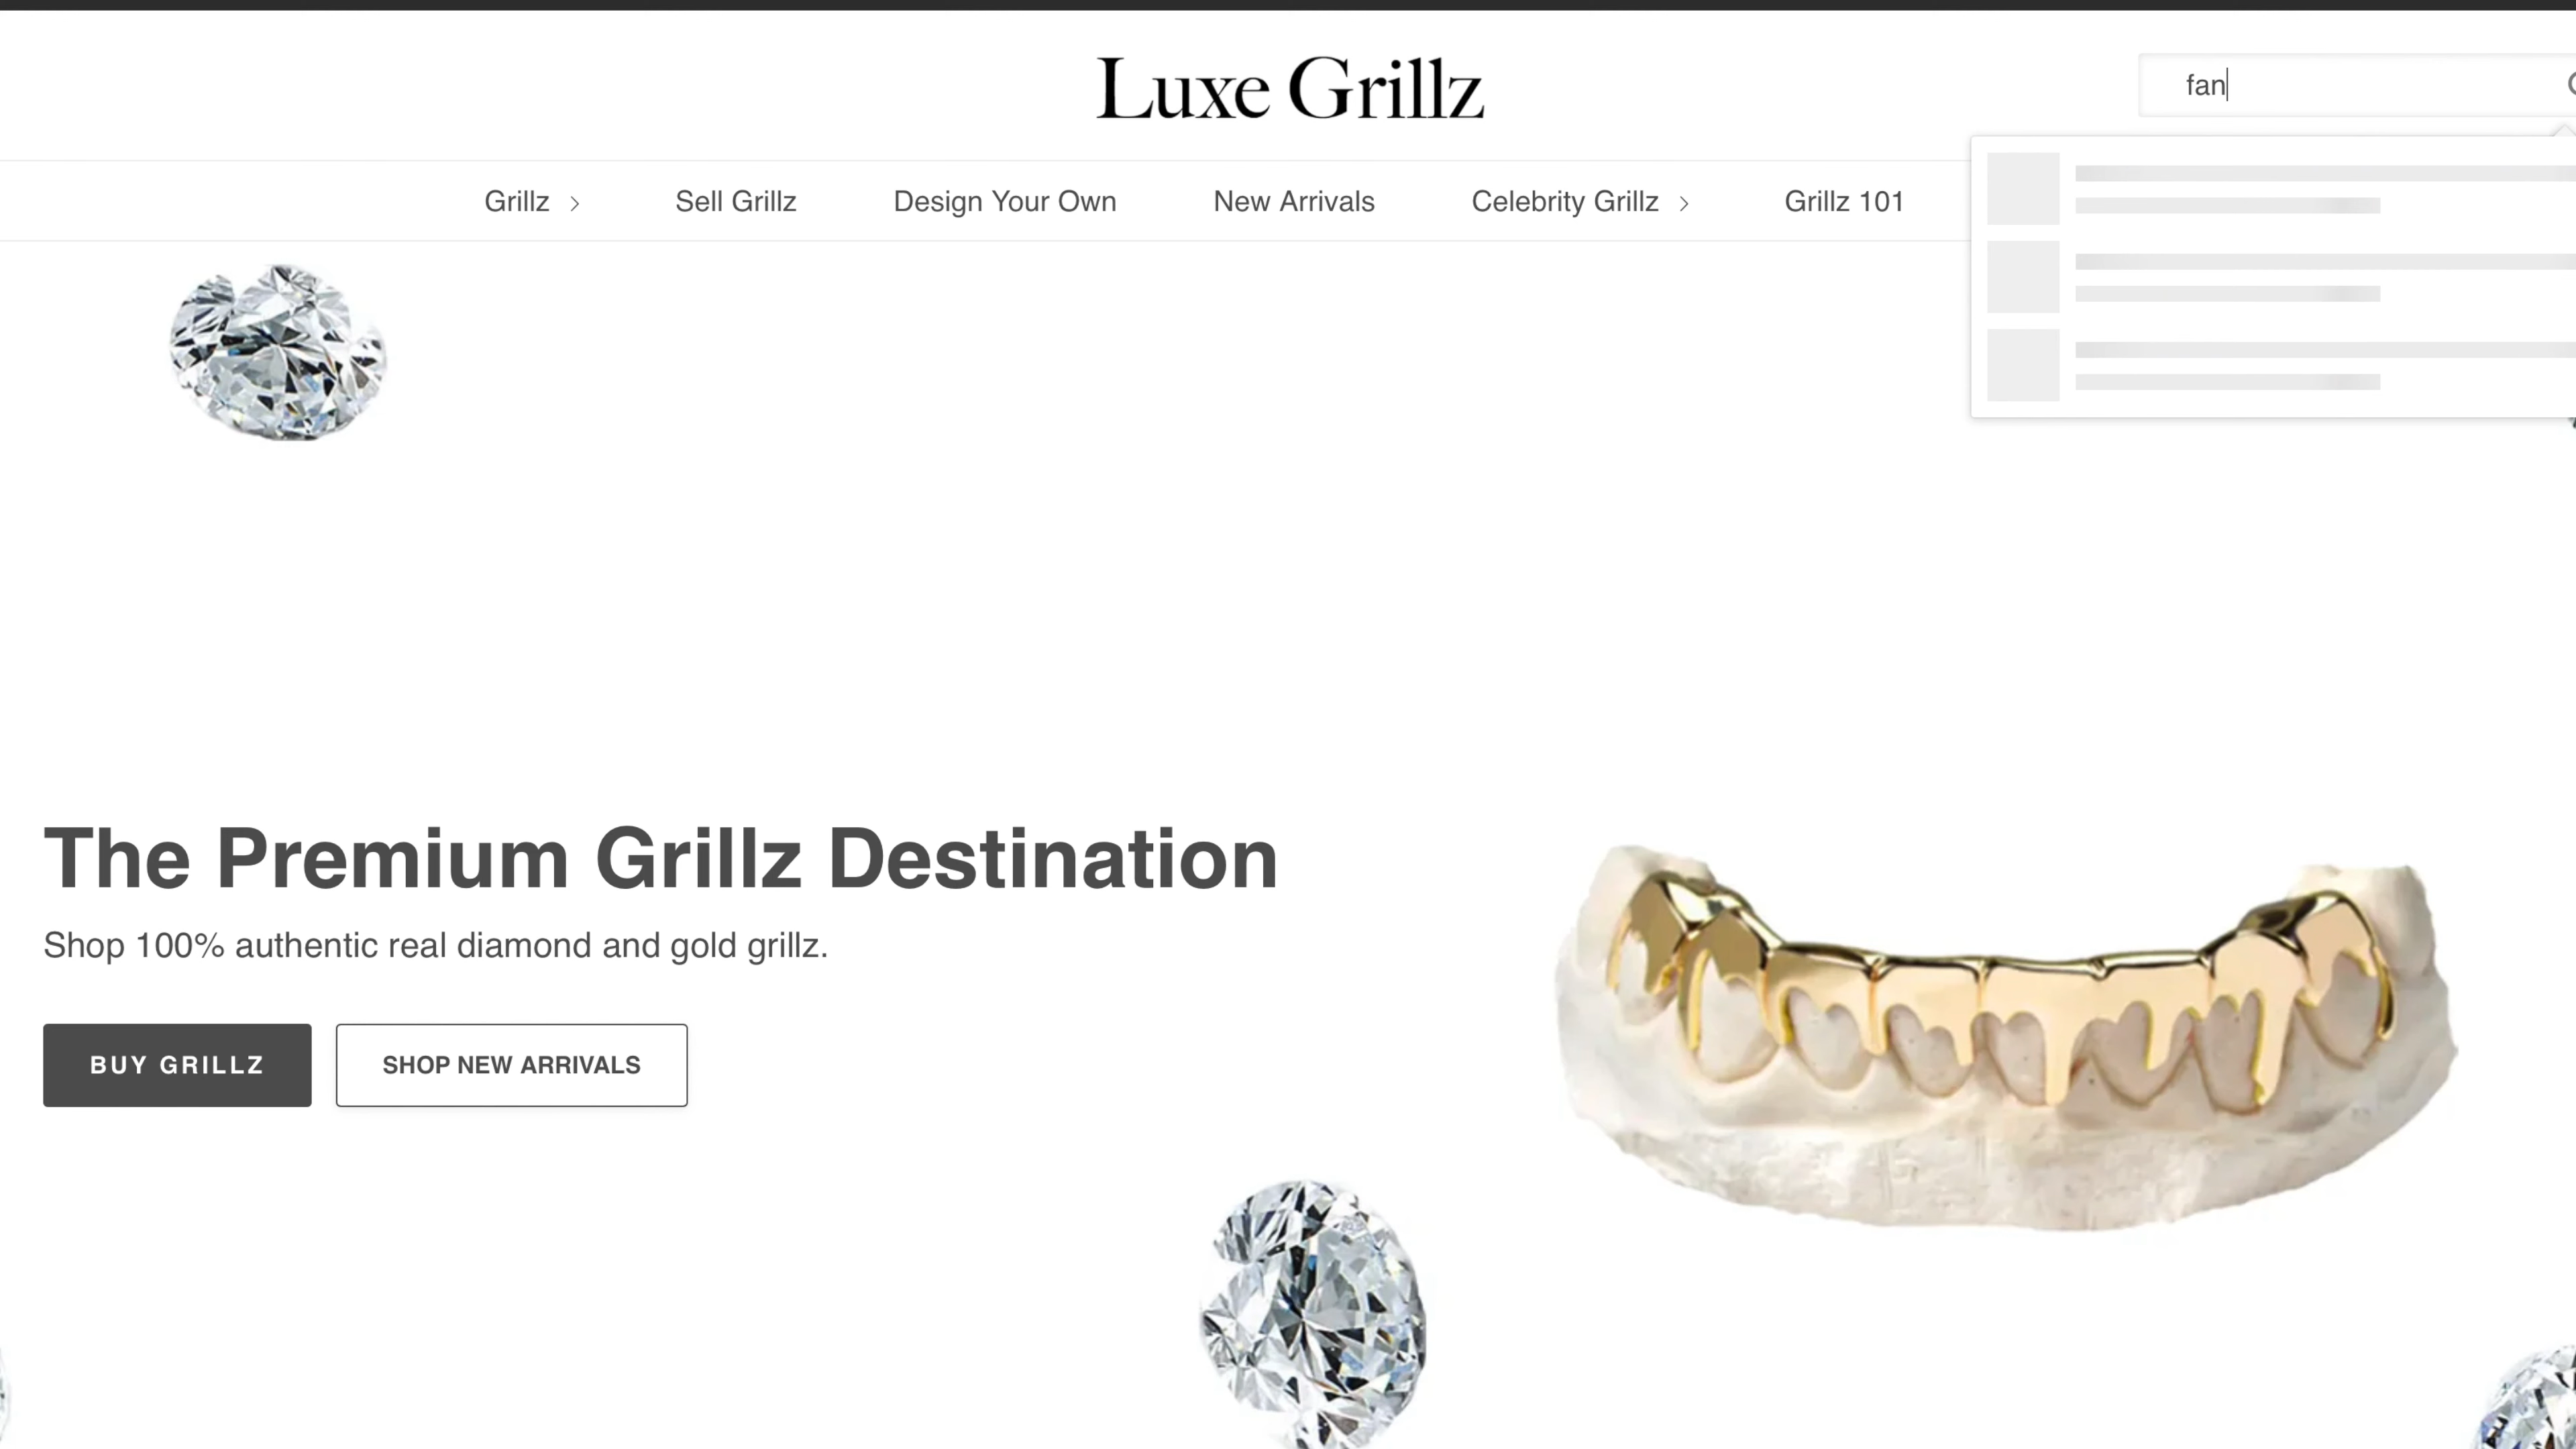 Luxe Grillz
fan
Grillz
Sell Grillz
Design Your Own
New Arrivals
Celebrity Grillz
Grillz 101
The Premium Grillz Destination
Shop 100% authentic real diamond and gold grillz.
BUY GRILLZ
SHOP NEW ARRIVALS